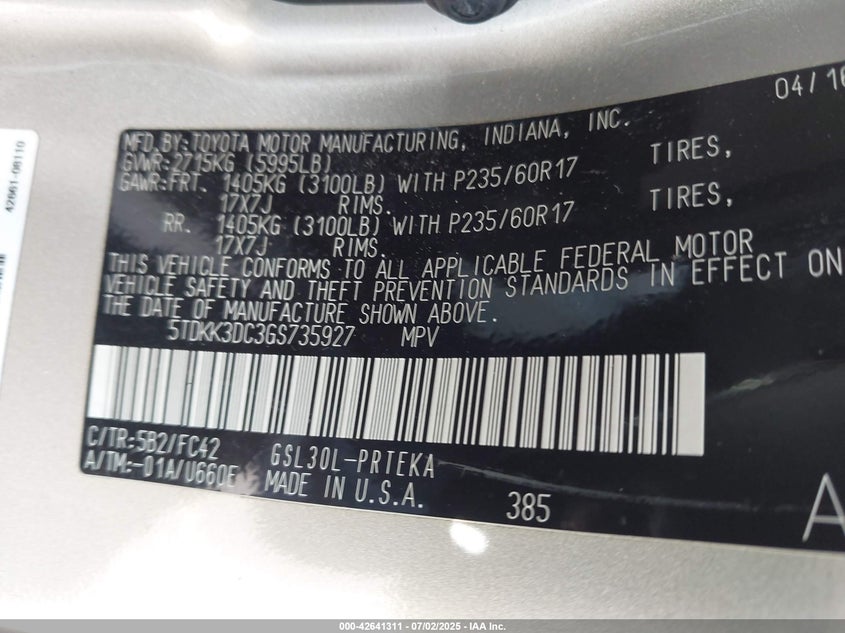 04/16
MFD.BY:TOYOTA MOTOR MANUFACTURING, INDIANA, INC.
GVWR:2715KG (5995LB)
GAWR:FRT. 1405KG (3100LB) WITH P235/60R17 TIRES,
17X7J RIMS.
RR. 1405KG (3100LB) WITH P235/60R17 TIRES,
17X7J RIMS.
THIS VEHICLE CONFORMS TO ALL APPLICABLE FEDERAL MOTOR
VEHICLE SAFETY AND THEFT PREVENTION STANDARDS IN EFFECT ON
THE DATE OF MANUFACTURE SHOWN ABOVE.
5TDKK3DC3GS735927 MPV
C/TR:5B2/FC42 GSL30L-PRTEKA
A/TM:-01A/U660E MADE IN U.S.A. 385
A
42661-08110
000-42641311 - 07/02/2025 - IAA Inc.